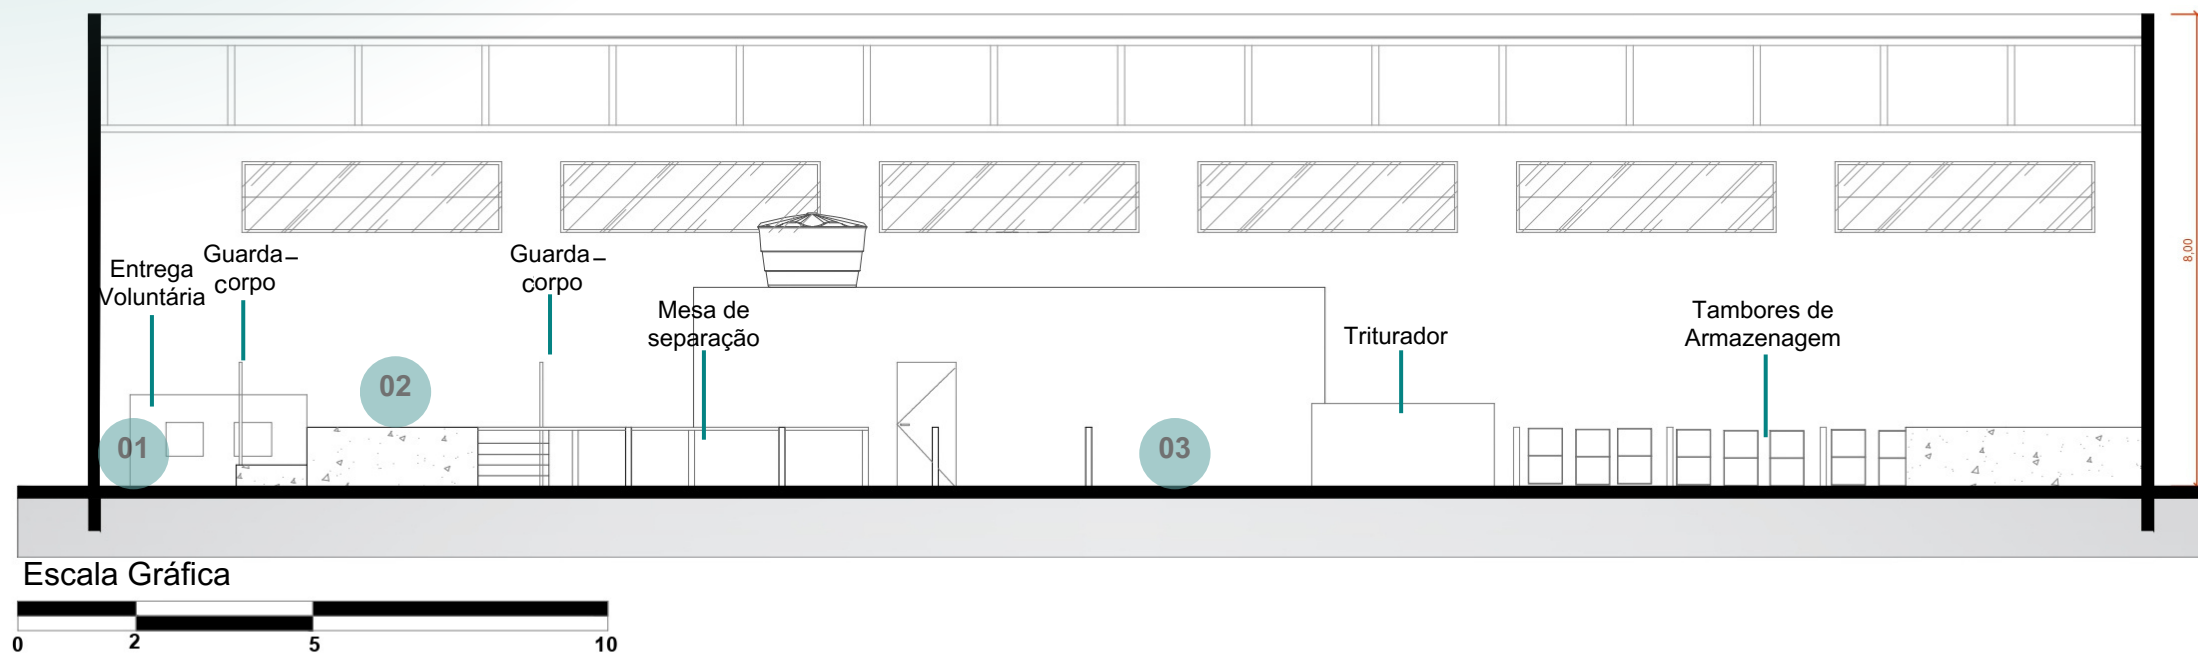 8,00
Guarda–
corpo
Guarda–
corpo
Entrega
Voluntária
Mesa de
separação
Tambores de
Armazenagem
Triturador
02
01
03
Escala Gráfica
0 2 5 10